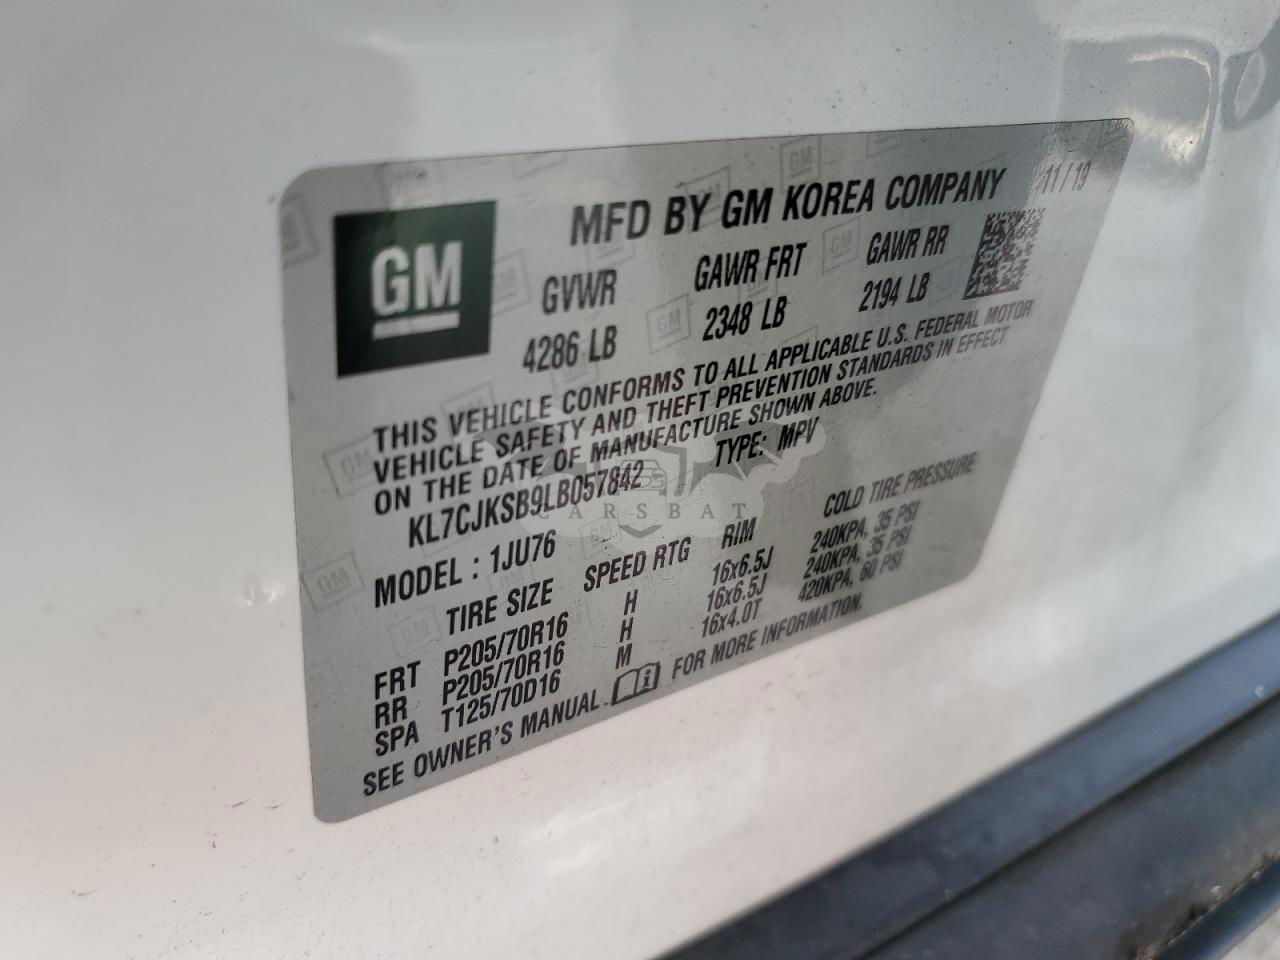 GM
MFD BY GM KOREA COMPANY 11 / 19
GVWR GAWR FRT GAWR RR
4286 LB 2348 LB 2194 LB
THIS VEHICLE CONFORMS TO ALL APPLICABLE U.S. FEDERAL MOTOR
VEHICLE SAFETY AND THEFT PREVENTION STANDARDS IN EFFECT
ON THE DATE OF MANUFACTURE SHOWN ABOVE.
KL7CJKSB9LB057842 TYPE: MPV
CARSBAT
MODEL : 1JU76
TIRE SIZE SPEED RTG RIM COLD TIRE PRESSURE
FRT P205/70R16 H 16x6.5J 240KPA, 35 PSI
RR P205/70R16 H 16x6.5J 240KPA, 35 PSI
SPA T125/70D16 M 16x4.0T 420KPA, 60 PSI
SEE OWNER'S MANUAL FOR MORE INFORMATION.